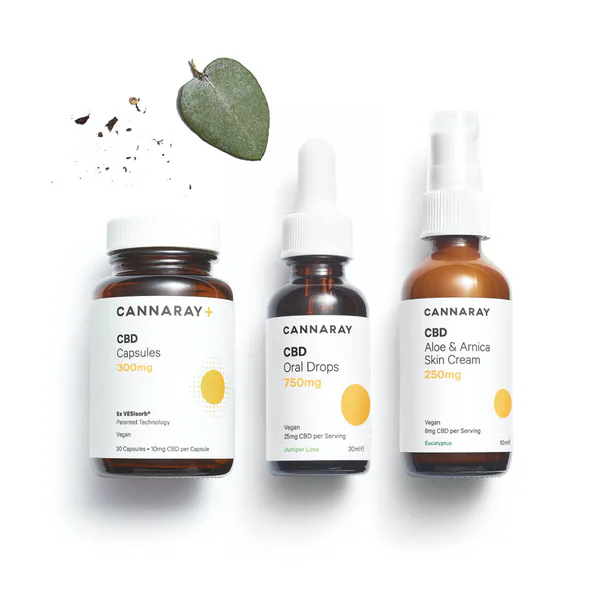 CANNARAY+
CBD
Capsules
300mg
5x VESIsorb®
Patented Technology
Vegan
30 Capsules • 10mg CBD per Capsule
CANNARAY
CBD
Oral Drops
750mg
Vegan
25mg CBD per Serving
Juniper Lime
30ml e
CANNARAY
CBD
Aloe & Arnica
Skin Cream
250mg
Vegan
8mg CBD per Serving
Eucalyptus
60ml e